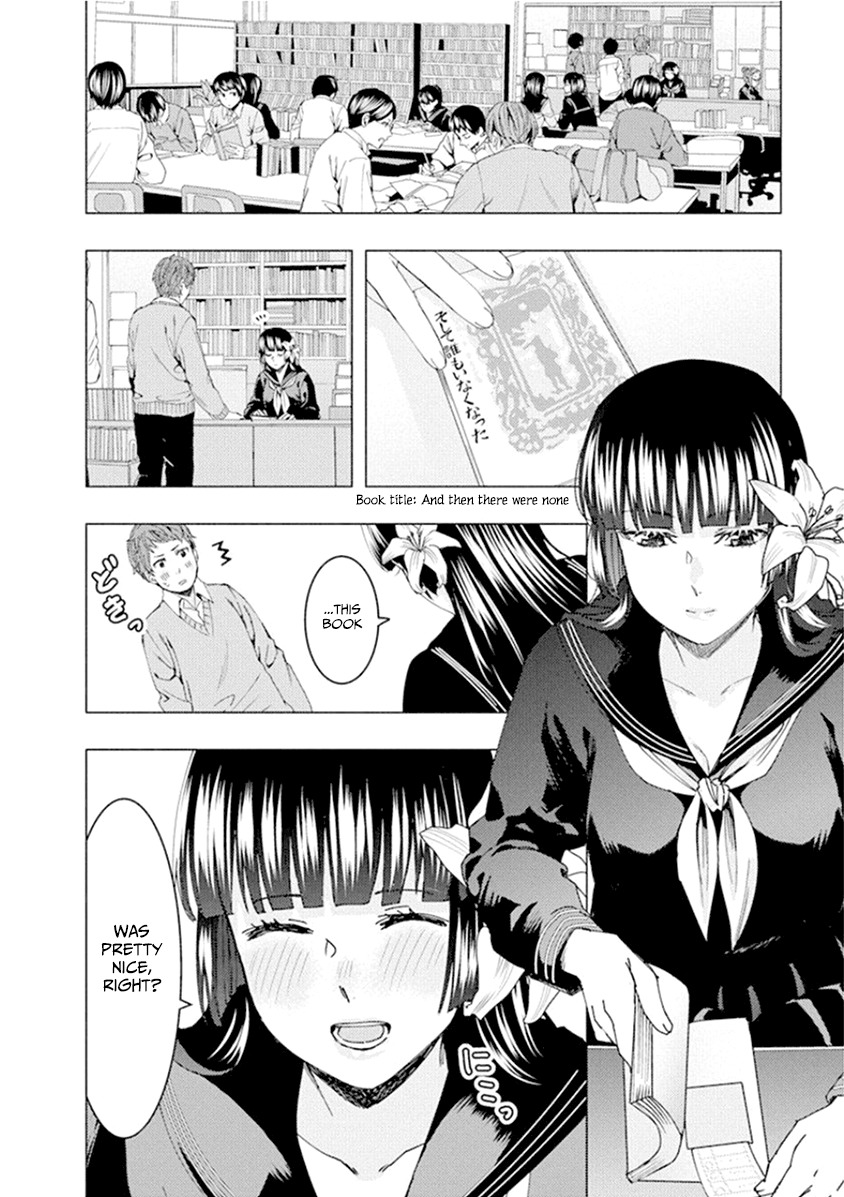 そして誰もいなくなった
Book title: And then there were none
...THIS
BOOK
どきっ
WAS
PRETTY
NICE,
RIGHT?
にこっ